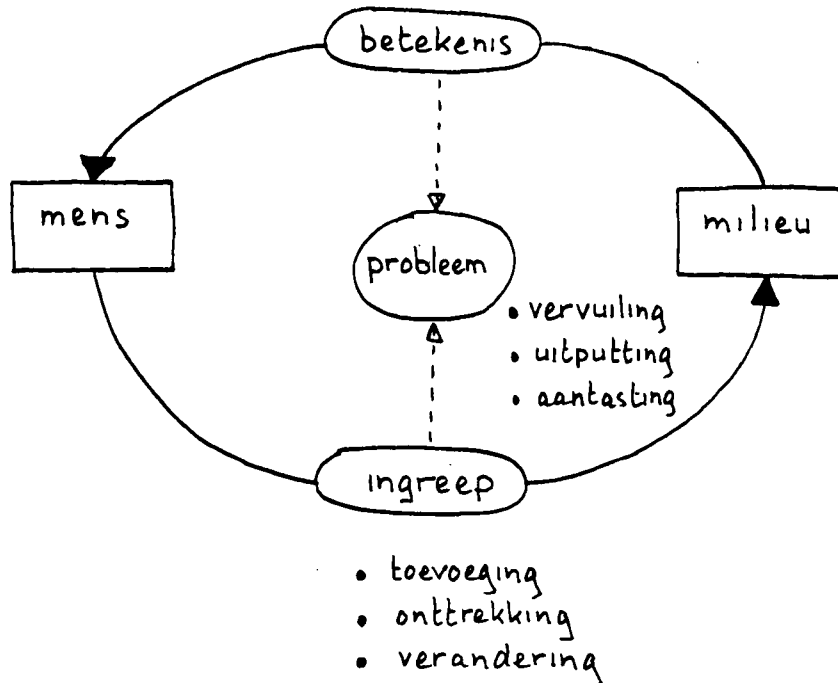 betekenis
mens
milieu
probleem
• vervuiling
• uitputting
• aantasting
ingreep
• toevoeging
• onttrekking
• verandering